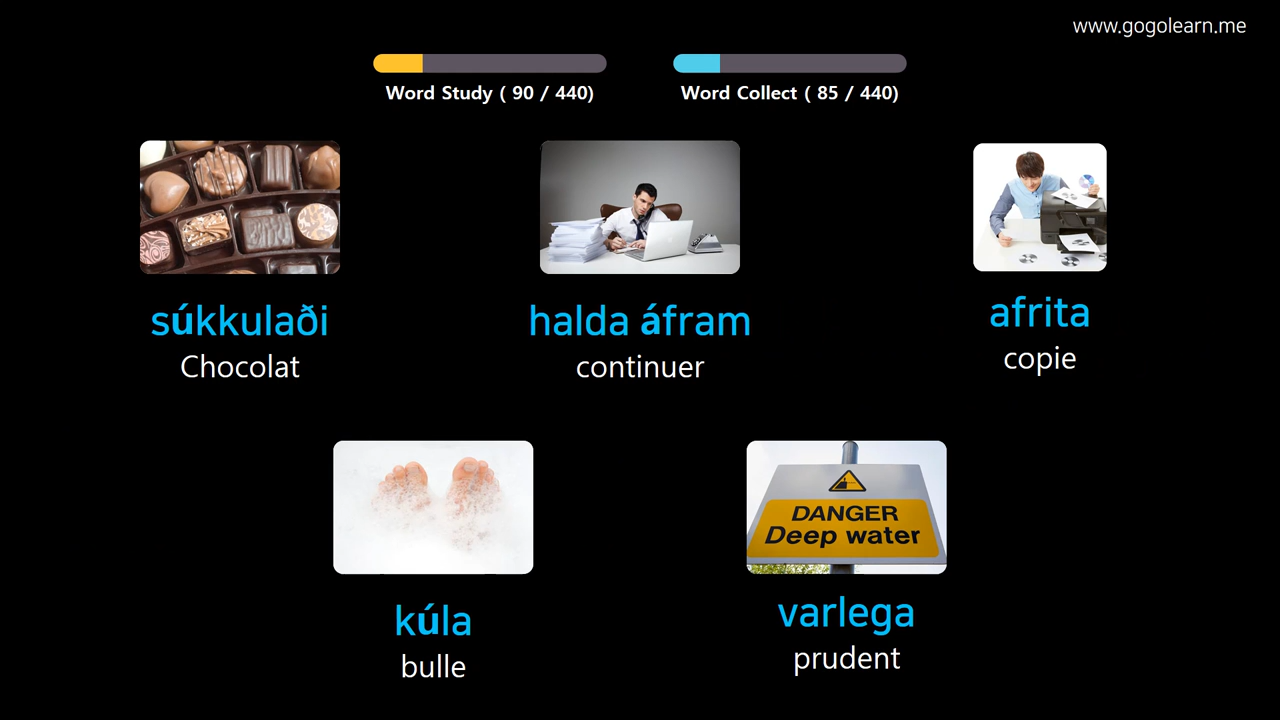 www.gogolearn.me
Word Study ( 90 / 440)
Word Collect ( 85 / 440)
súkkulaði
Chocolat
halda áfram
continuer
afrita
copie
DANGER
Deep water
kúla
bulle
varlega
prudent